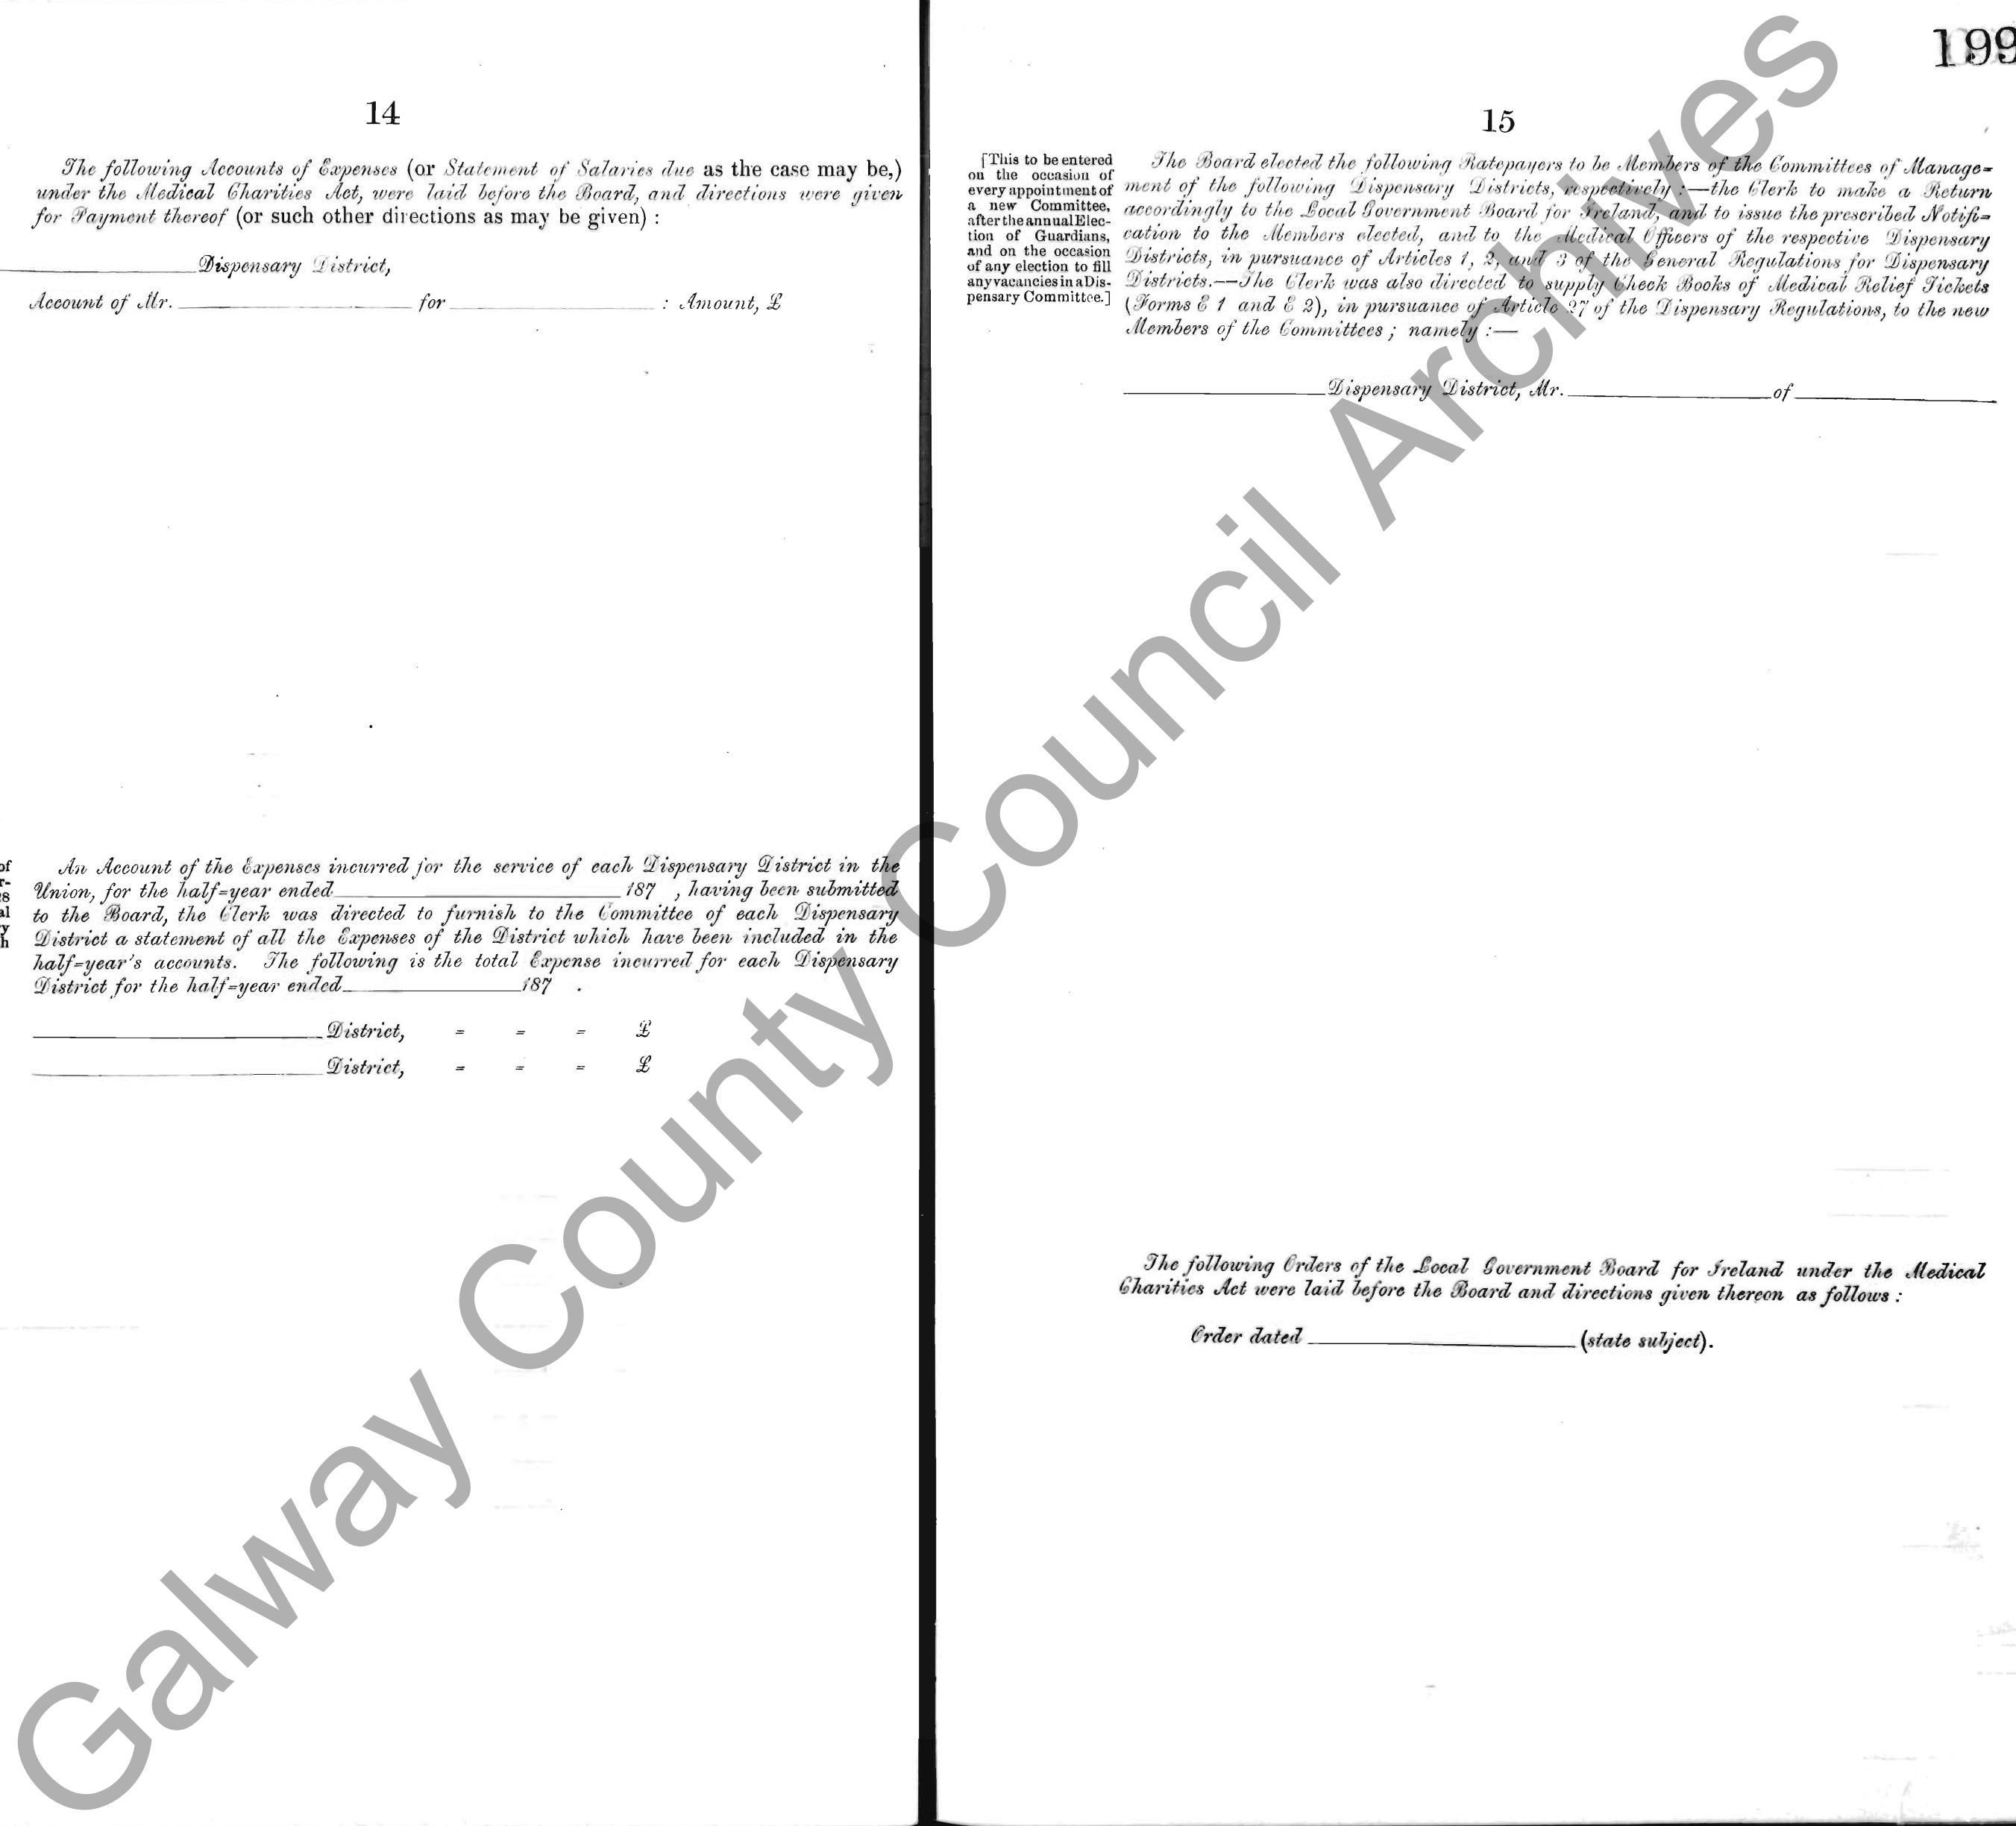 14
The following Accounts of Expenses (or Statement of Salaries due as the case may be,)
under the Medical Charities Act, were laid before the Board, and directions were given
for Payment thereof (or such other directions as may be given) :
Dispensary District,
Account of Mr. for : Amount, £
of
r-
al
y
h
An Account of the Expenses incurred for the service of each Dispensary District in the
Union, for the half=year ended 187 , having been submitted
to the Board, the Clerk was directed to furnish to the Committee of each Dispensary
District a statement of all the Expenses of the District which have been included in the
half=year's accounts. The following is the total Expense incurred for each Dispensary
District for the half=year ended 187 .
District, = = = £
District, = = = £
199
15
[This to be entered
on the occasion of
every appointment of
a new Committee,
after the annual Elec-
tion of Guardians,
and on the occasion
of any election to fill
any vacancies in a Dis-
pensary Committee.]
The Board elected the following Ratepayers to be Members of the Committees of Manage=
ment of the following Dispensary Districts, respectively :—the Clerk to make a Return
accordingly to the Local Government Board for Ireland, and to issue the prescribed Notifi=
cation to the Members elected, and to the Medical Officers of the respective Dispensary
Districts, in pursuance of Articles 1, 2, and 3 of the General Regulations for Dispensary
Districts.—The Clerk was also directed to supply Check Books of Medical Relief Tickets
(Forms E 1 and E 2), in pursuance of Article 27 of the Dispensary Regulations, to the new
Members of the Committees ; namely :—
Dispensary District, Mr. of
The following Orders of the Local Government Board for Ireland under the Medical
Charities Act were laid before the Board and directions given thereon as follows :
Order dated (state subject).
Galway County Council Archives